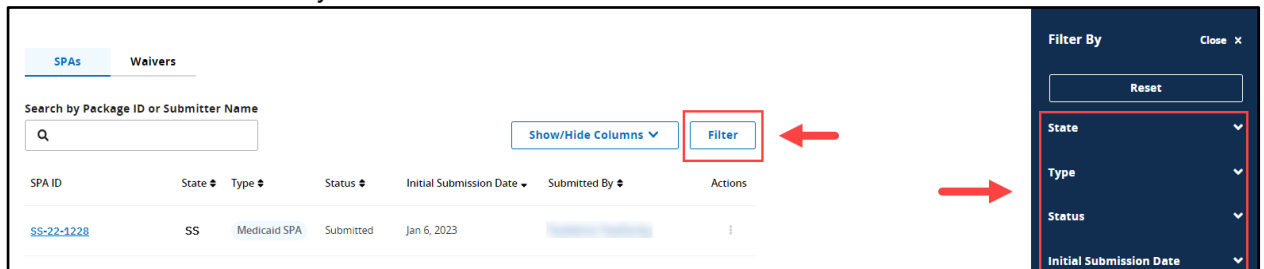 SPAs Waivers
Search by Package ID or Submitter Name
Show/Hide Columns Filter
SPA ID State Type Status Initial Submission Date Submitted By Actions
SS-22-1228 SS Medicaid SPA Submitted Jan 6, 2023
Filter By Close ×
Reset
State
Type
Status
Initial Submission Date